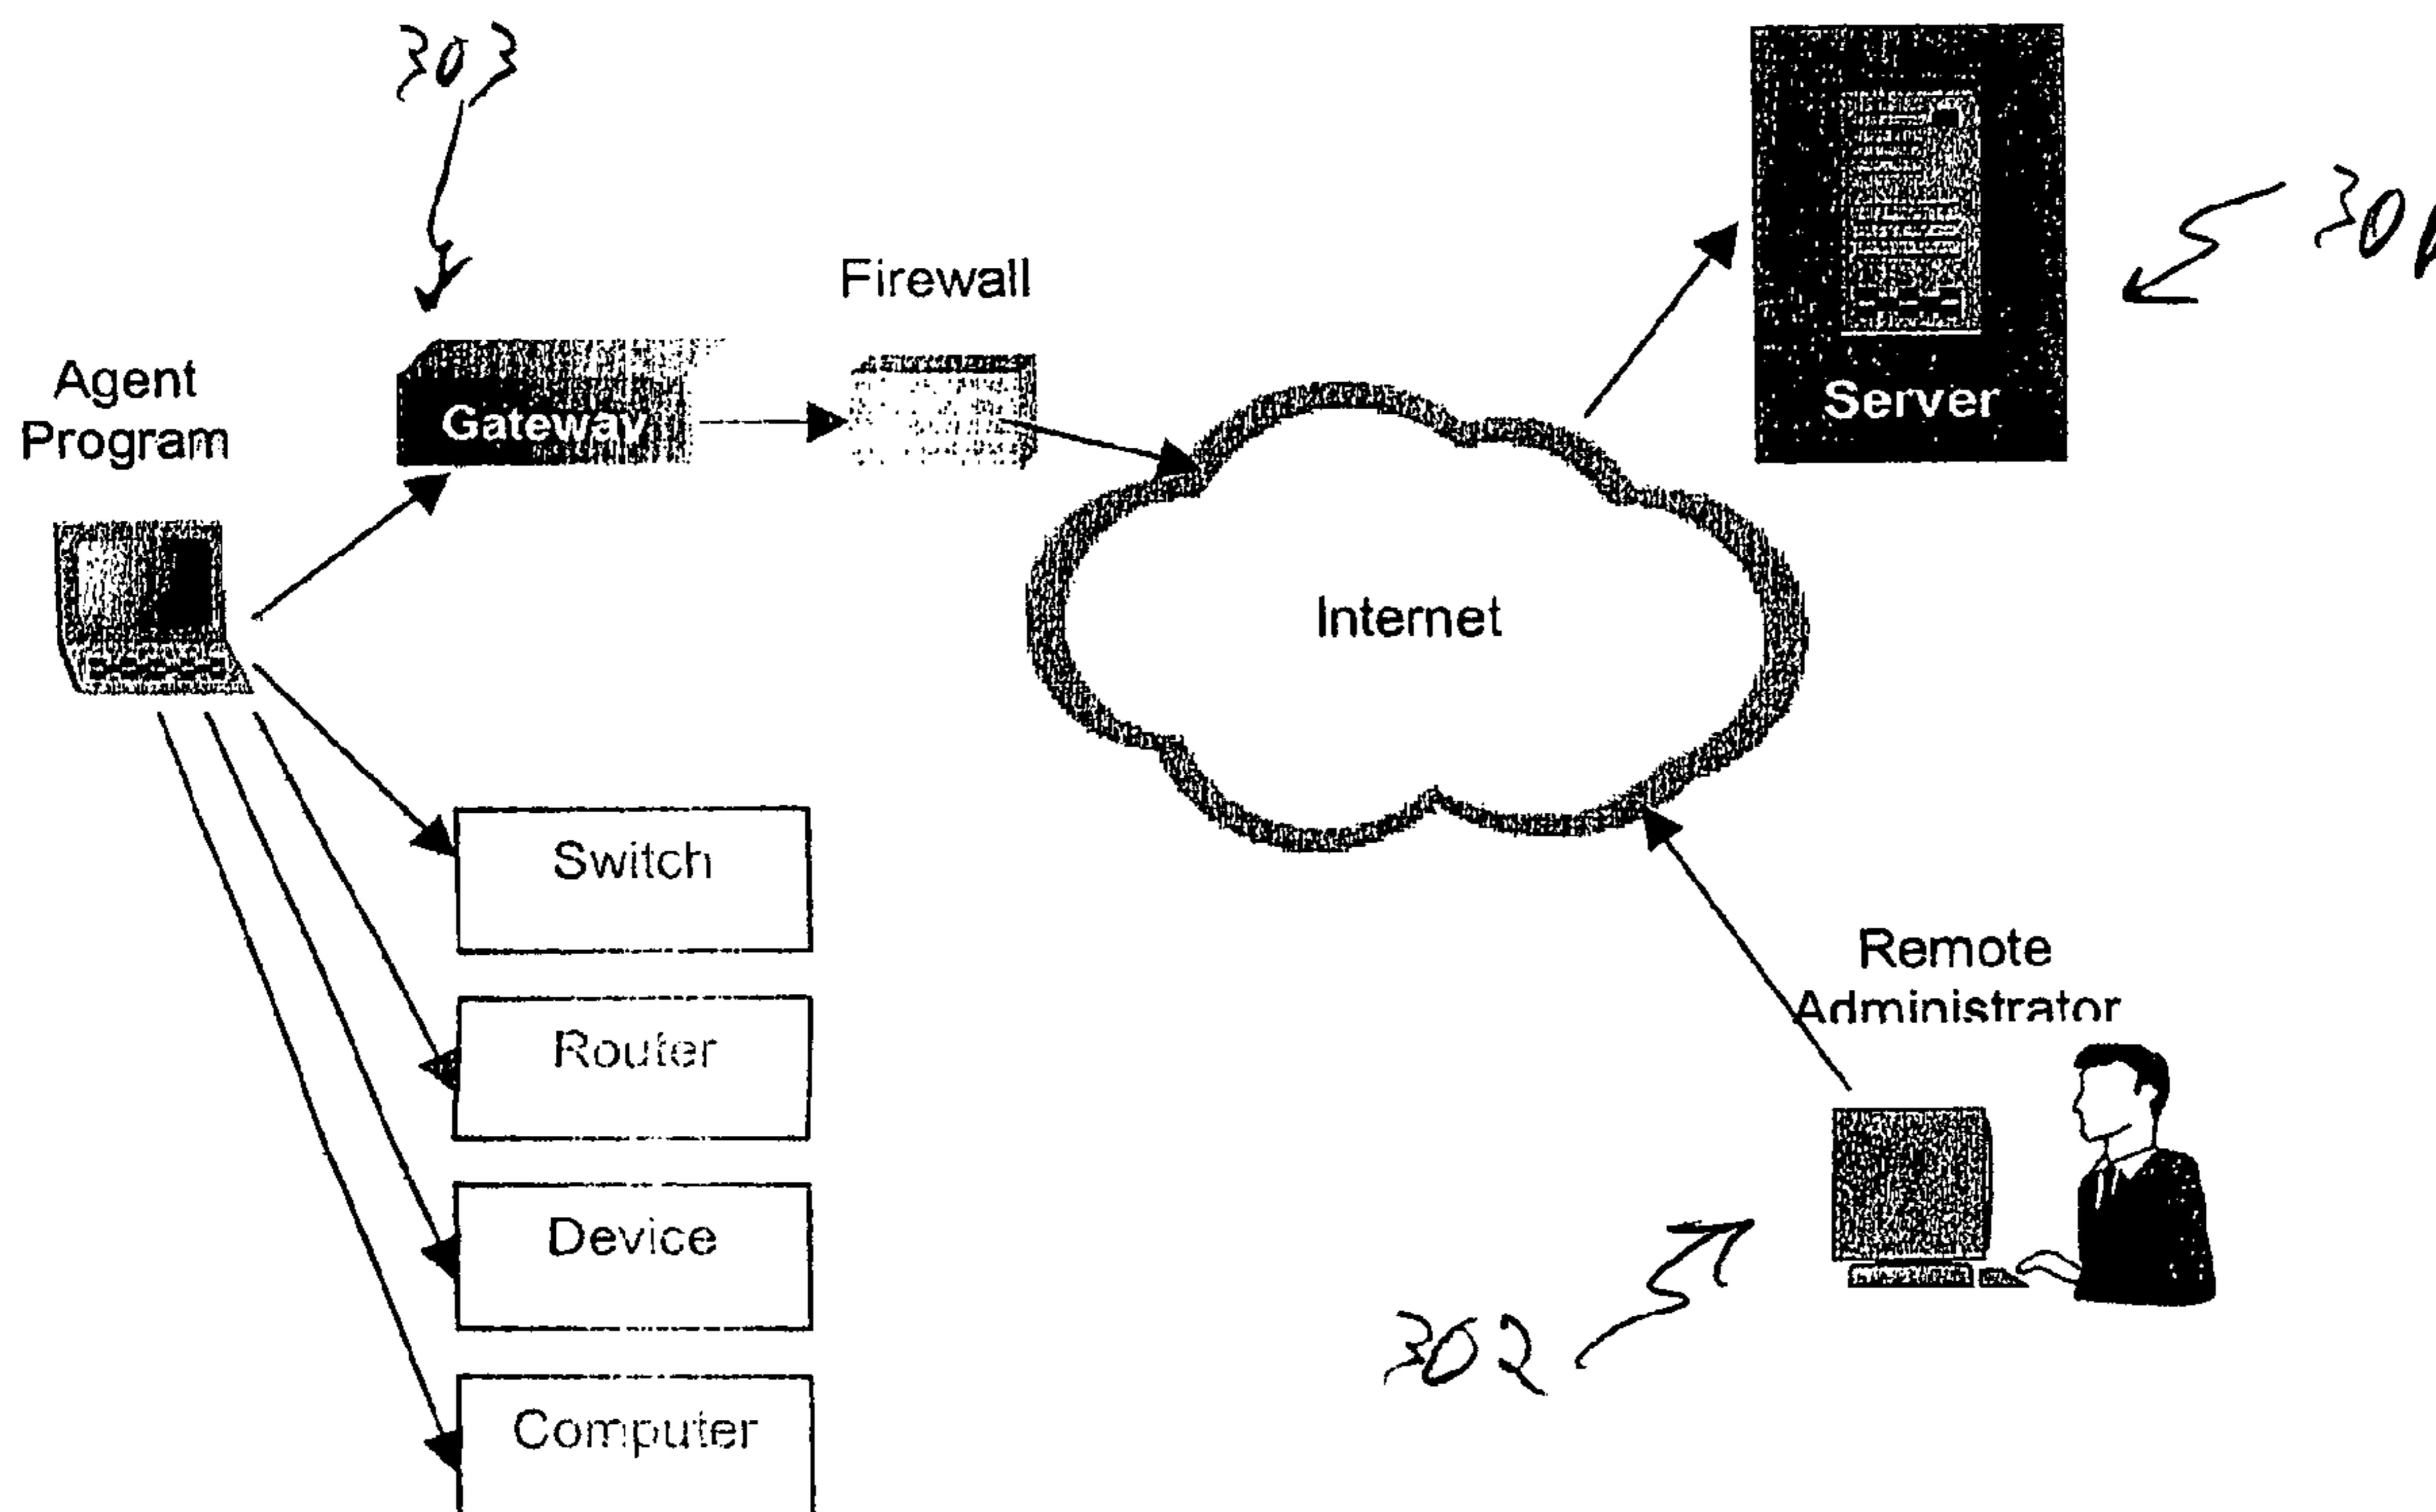 303
Firewall
Agent
Program
Gateway
Server
Internet
Switch
Router
Device
Computer
Remote
Administrator
302